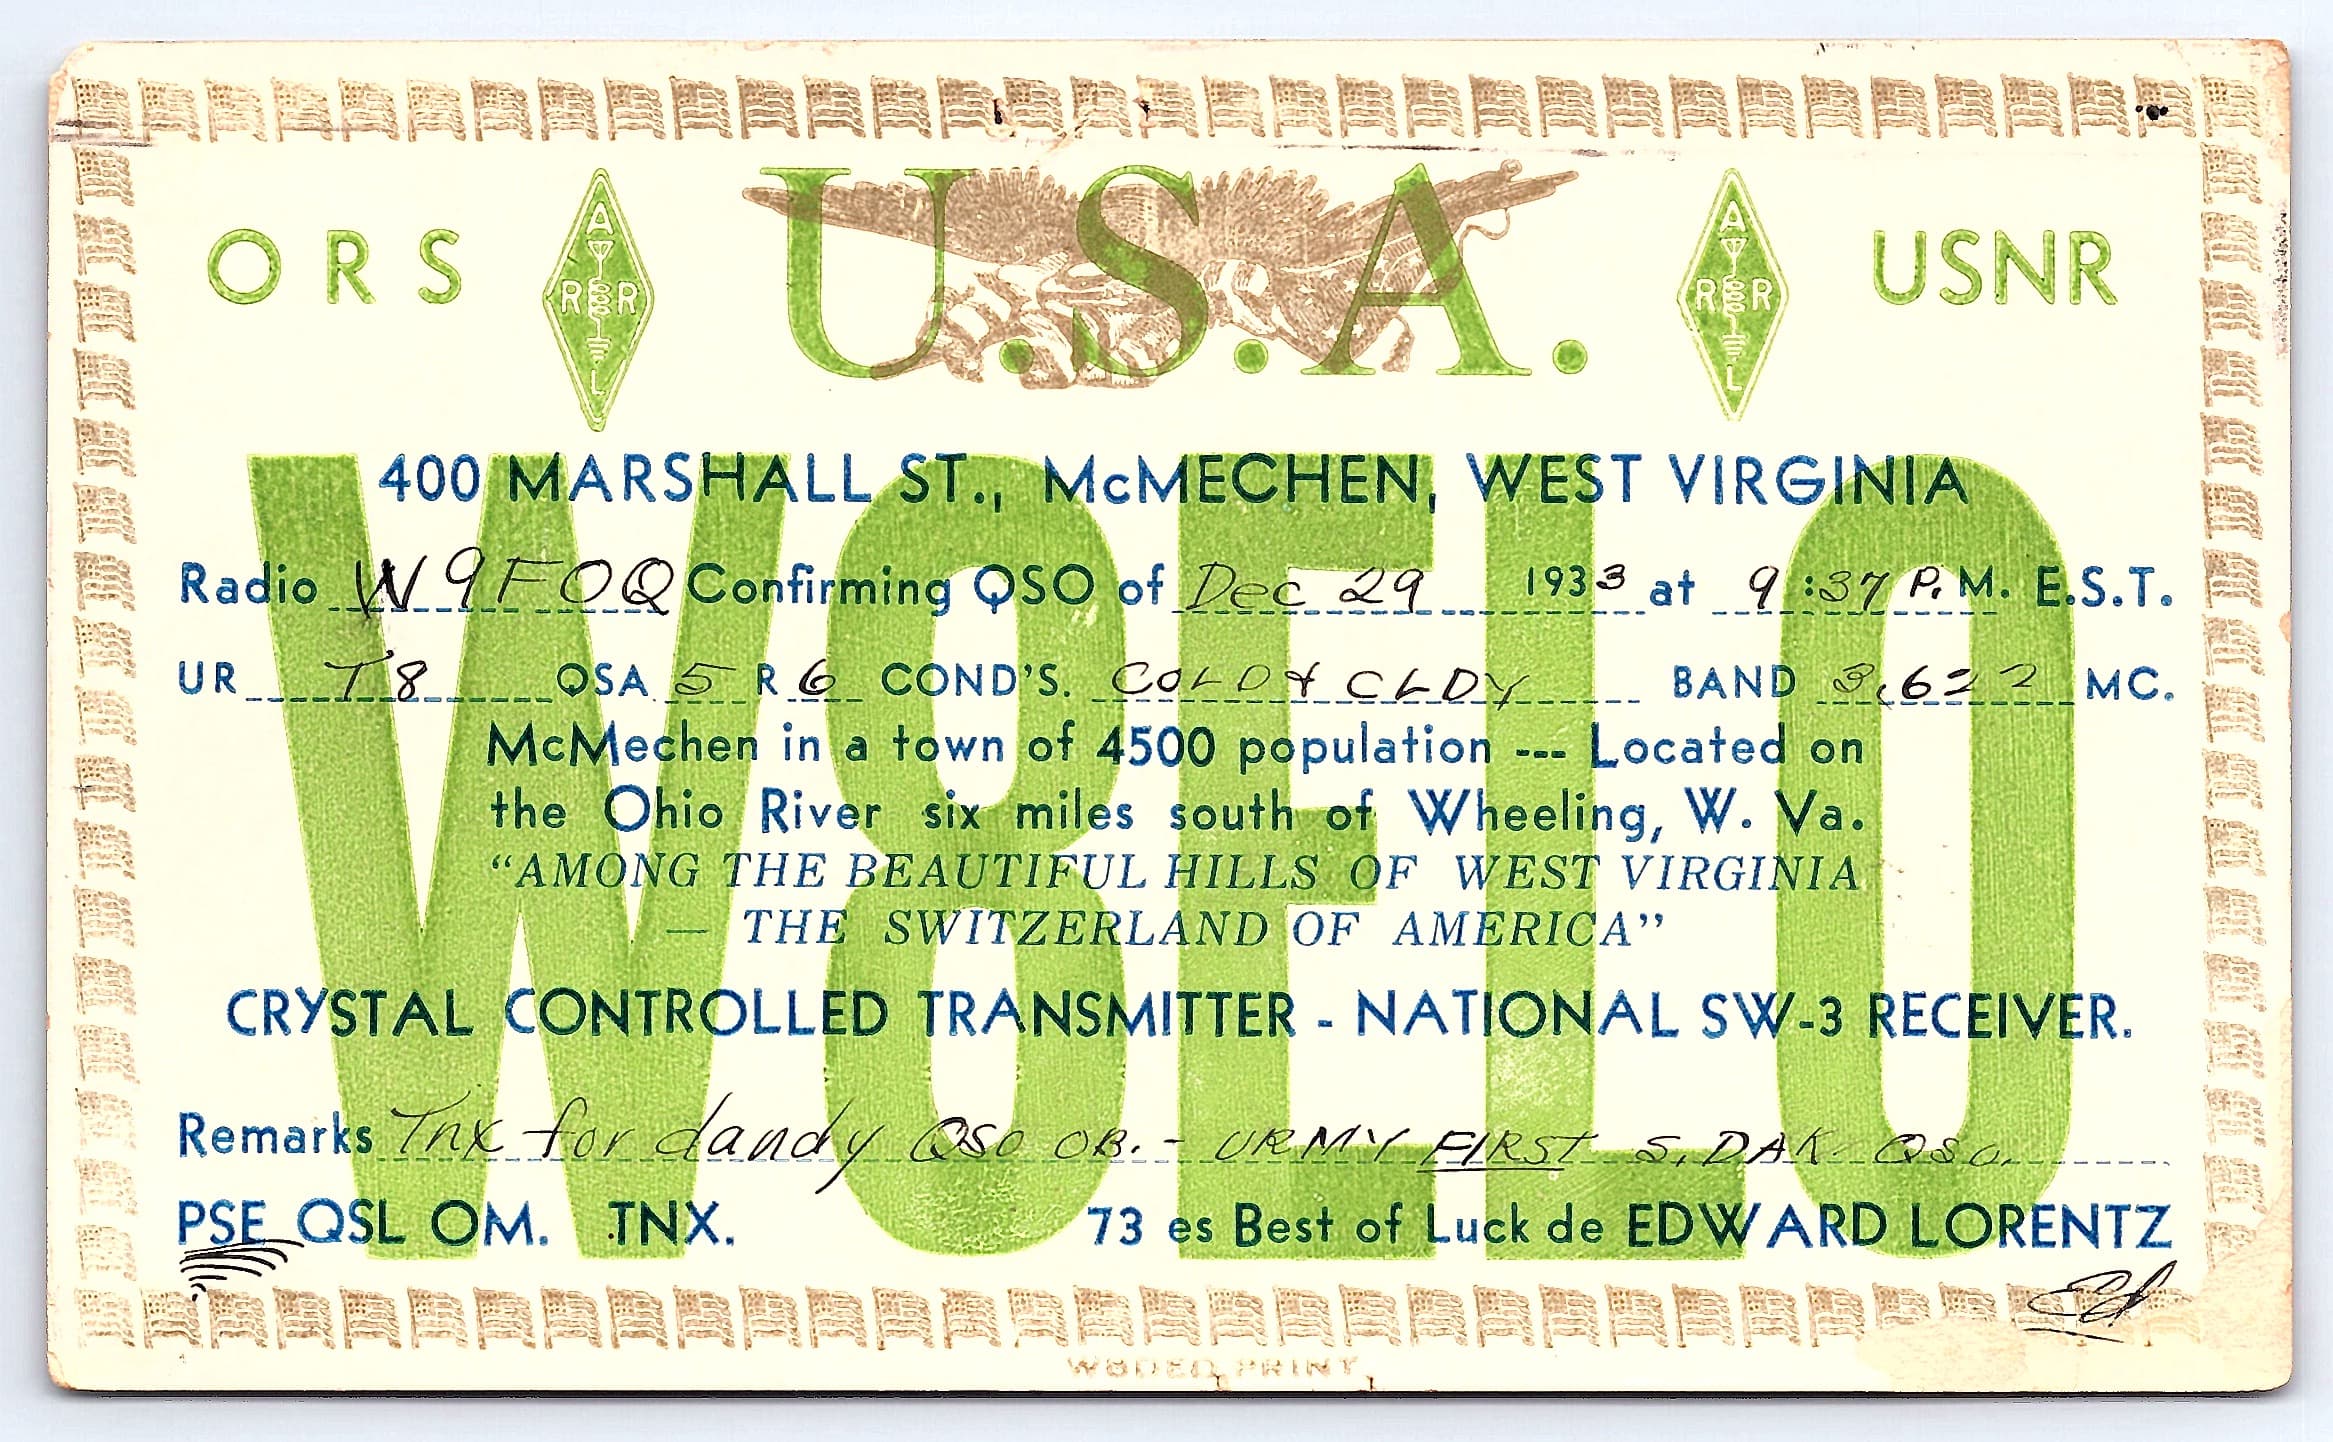 ORS A R R L U.S.A. A R R L USNR
W8ELO
400 MARSHALL ST., McMECHEN, WEST VIRGINIA
Radio W9FOQ Confirming QSO of Dec 29 1933 at 9:37 P.M. E.S.T.
UR T8 QSA 5 R 6 COND'S. COLD & CLDY BAND 3.622 MC.
McMechen in a town of 4500 population --- Located on
the Ohio River six miles south of Wheeling, W. Va.
"AMONG THE BEAUTIFUL HILLS OF WEST VIRGINIA
— THE SWITZERLAND OF AMERICA"
CRYSTAL CONTROLLED TRANSMITTER - NATIONAL SW-3 RECEIVER.
Remarks Tnx for dandy QSO OB. - UR MY FIRST S. DAK. QSO.
PSE QSL OM. TNX. 73 es Best of Luck de EDWARD LORENTZ
Ed
W8DED PRINT